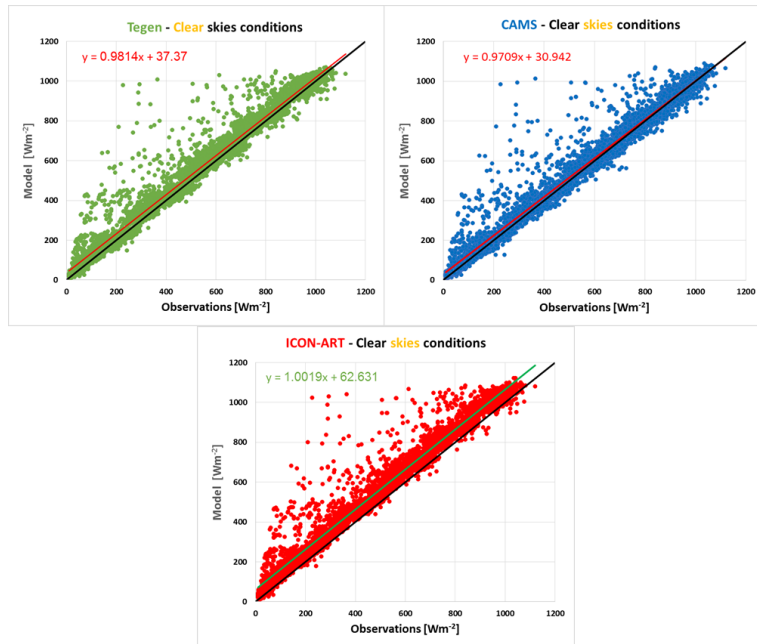 Tegen - Clear skies conditions
y = 0.9814x + 37.37
Model [Wm-2]
1200
1000
800
600
400
200
0
0 200 400 600 800 1000 1200
Observations [Wm-2]
CAMS - Clear skies conditions
y = 0.9709x + 30.942
Model [Wm-2]
1200
1000
800
600
400
200
0
0 200 400 600 800 1000 1200
Observations [Wm-2]
ICON-ART - Clear skies conditions
y = 1.0019x + 62.631
Model [Wm-2]
1200
1000
800
600
400
200
0
0 200 400 600 800 1000 1200
Observations [Wm-2]